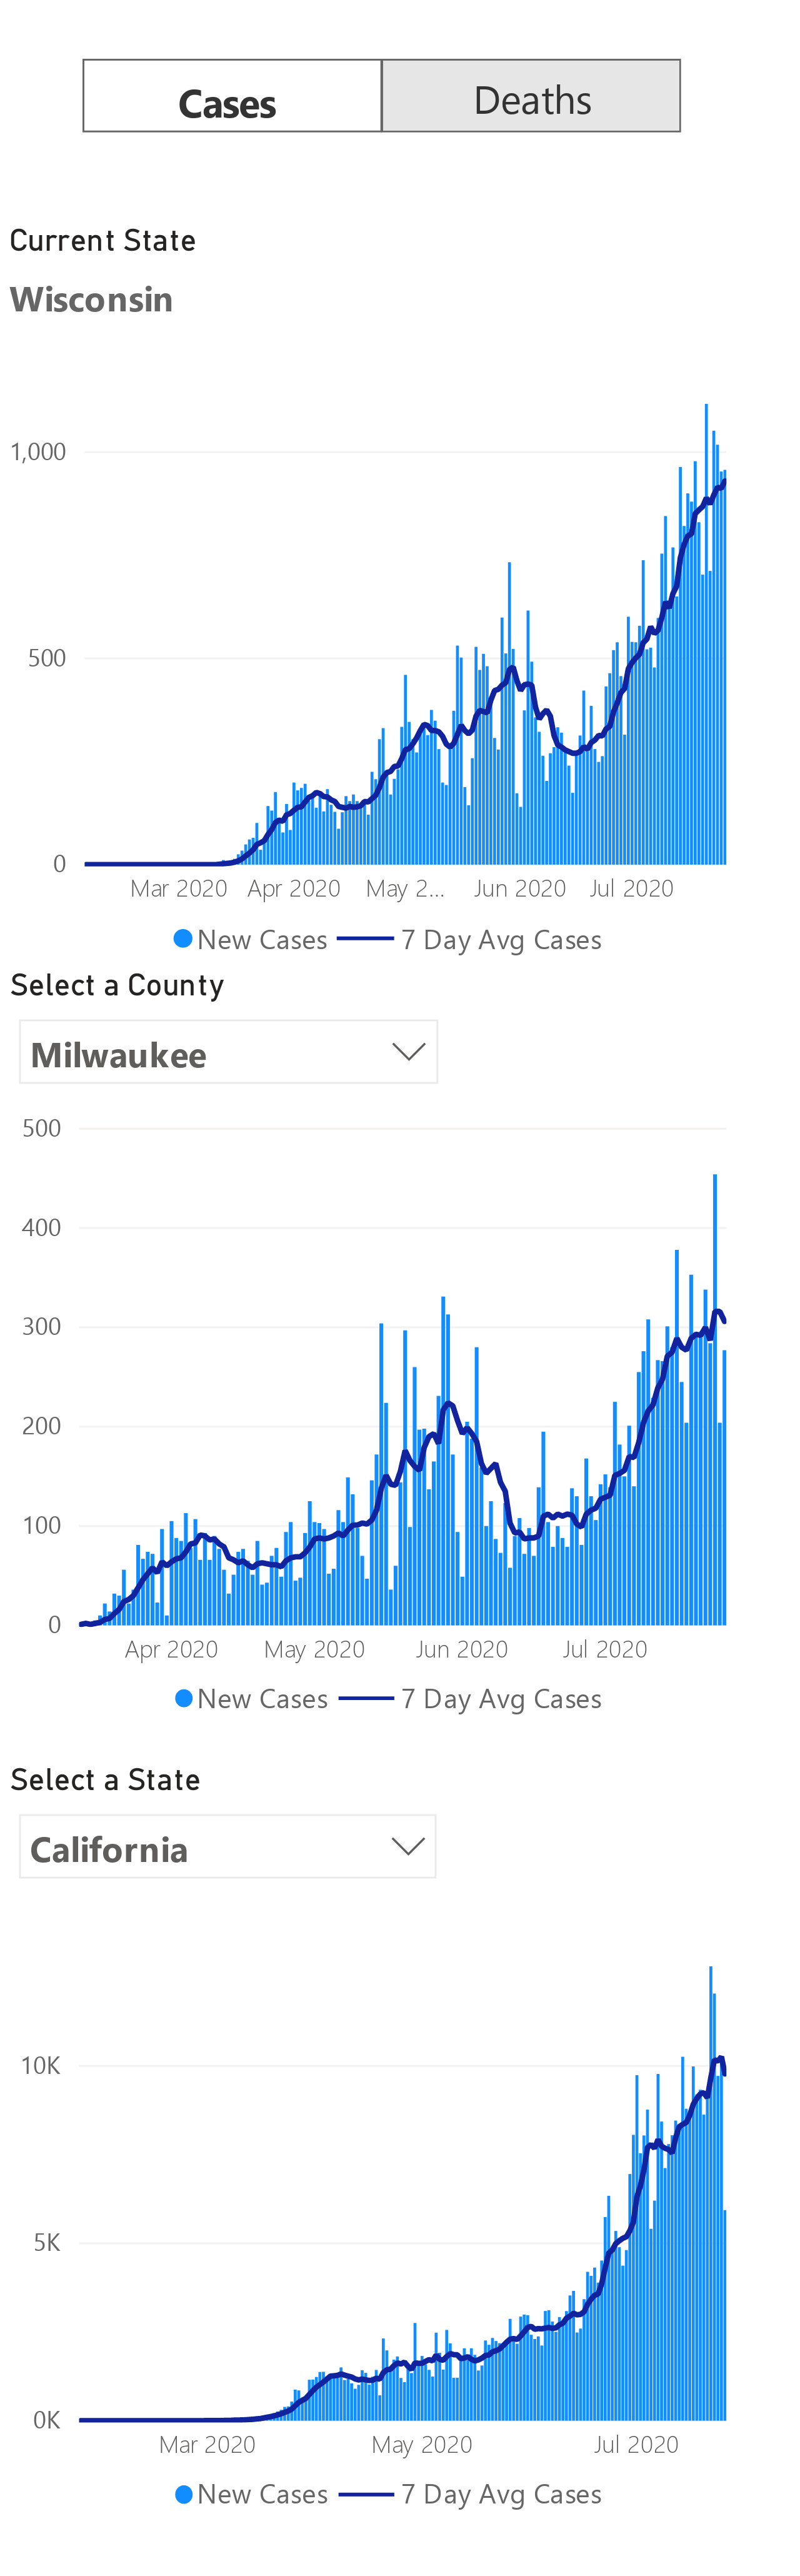 Cases Deaths
Current State
Wisconsin
1,000
500
0
Mar 2020 Apr 2020 May 2... Jun 2020 Jul 2020
New Cases 7 Day Avg Cases
Select a County
Milwaukee
500
400
300
200
100
0
Apr 2020 May 2020 Jun 2020 Jul 2020
New Cases 7 Day Avg Cases
Select a State
California
10K
5K
0K
Mar 2020 May 2020 Jul 2020
New Cases 7 Day Avg Cases